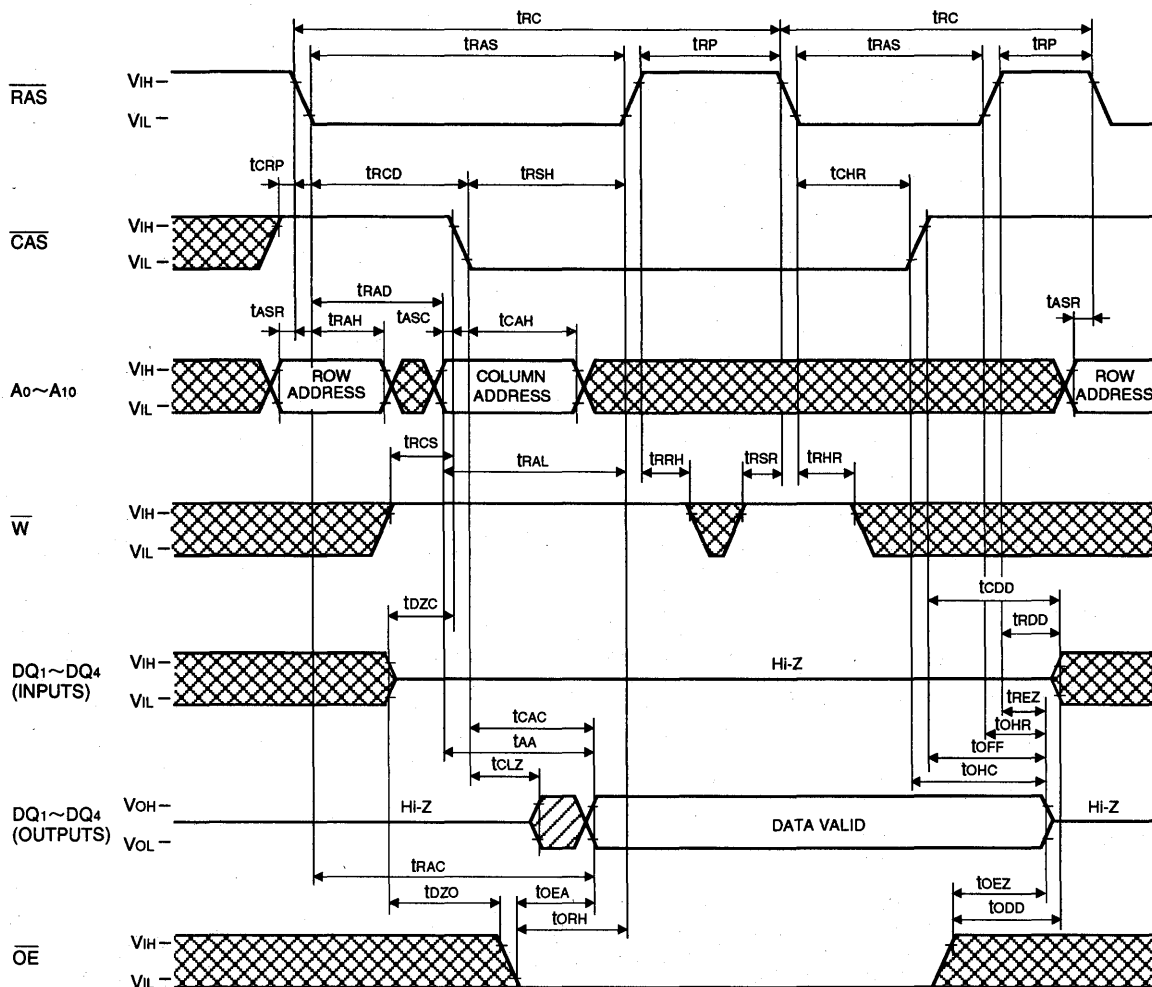 tRC tRC
tRAS tRP tRAS tRP
RAS VIH
VIL
tCRP tRCD tRSH tCHR
CAS VIH
VIL
tRAD tASR
tASR tRAH tASC tCAH
A0~A10 VIH
VIL
ROW ADDRESS COLUMN ADDRESS ROW ADDRESS
tRCS tRAL tRRH tRSR tRHR
W VIH
VIL
tCDD
tDZC tRDD
DQ1~DQ4 (INPUTS) VIH
VIL
Hi-Z
tREZ
tCAC tOHR
tAA tOFF
tCLZ tOHC
DQ1~DQ4 (OUTPUTS) VOH
VOL
Hi-Z DATA VALID Hi-Z
tRAC
tDZO tOEA tOEZ
tORH tODD
OE VIH
VIL